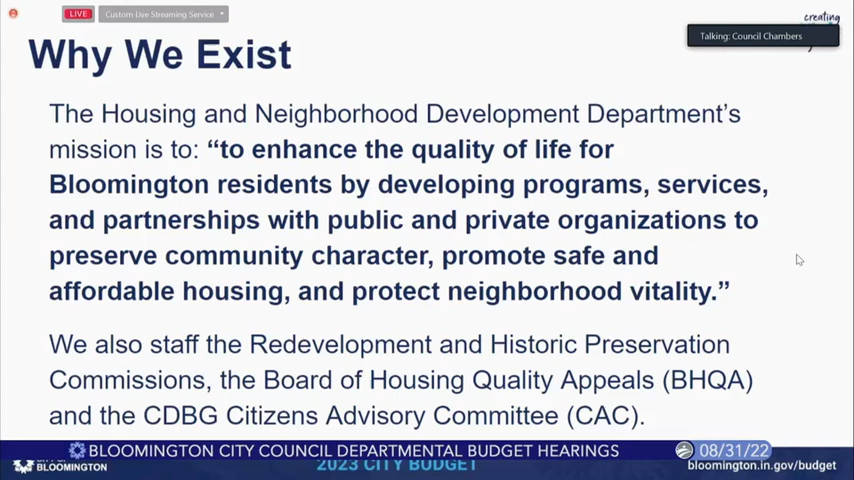 LIVE
Custom Live Streaming Service
creating
Talking: Council Chambers
Why We Exist
The Housing and Neighborhood Development Department’s
mission is to: “to enhance the quality of life for
Bloomington residents by developing programs, services,
and partnerships with public and private organizations to
preserve community character, promote safe and
affordable housing, and protect neighborhood vitality.”
We also staff the Redevelopment and Historic Preservation
Commissions, the Board of Housing Quality Appeals (BHQA)
and the CDBG Citizens Advisory Committee (CAC).
BLOOMINGTON CITY COUNCIL DEPARTMENTAL BUDGET HEARINGS
08/31/22
BLOOMINGTON
2023 CITY BUDGET
bloomington.in.gov/budget